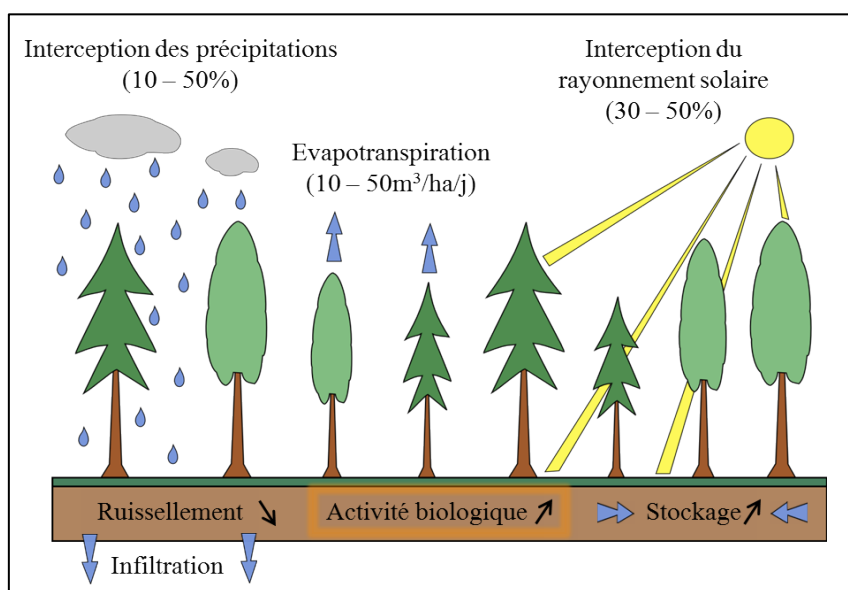 Interception des précipitations
(10 – 50%)
Interception du
rayonnement solaire
(30 – 50%)
Evapotranspiration
(10 – 50m³/ha/j)
Ruissellement
Activité biologique
Stockage
Infiltration